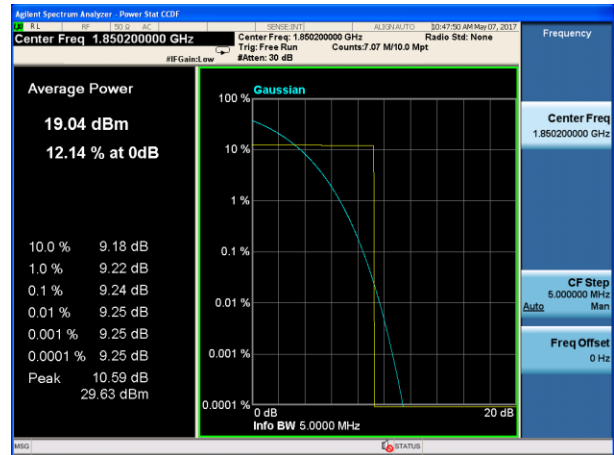 Agilent Spectrum Analyzer - Power Stat CCDF
RL RF 50 Ω AC SENSE:INT ALIGN AUTO 10:47:50 AM May 07, 2017
Center Freq 1.850200000 GHz
Center Freq: 1.850200000 GHz Radio Std: None
Trig: Free Run Counts:7.07 M/10.0 Mpt
#IFGain:Low #Atten: 30 dB
Frequency
Average Power
19.04 dBm
12.14 % at 0dB
10.0 % 9.18 dB
1.0 % 9.22 dB
0.1 % 9.24 dB
0.01 % 9.25 dB
0.001 % 9.25 dB
0.0001 % 9.25 dB
Peak 10.59 dB
29.63 dBm
Gaussian
100 %
10 %
1 %
0.1 %
0.01 %
0.001 %
0.0001 %
0 dB 20 dB
Info BW 5.0000 MHz
Center Freq
1.850200000 GHz
CF Step
5.000000 MHz
Auto Man
Freq Offset
0 Hz
MSG STATUS